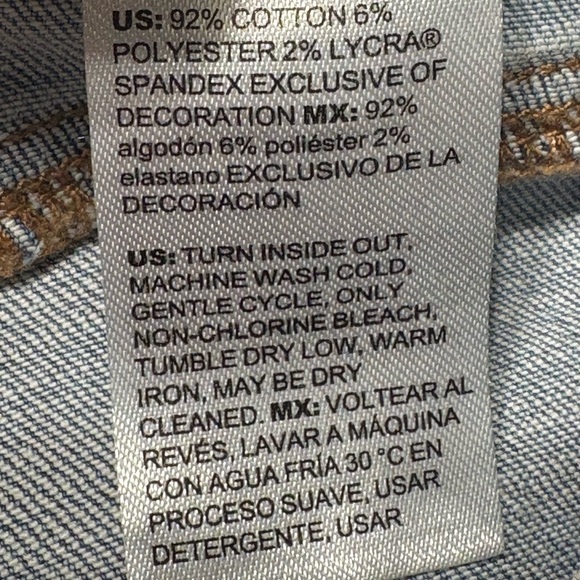 US: 92% COTTON 6%
POLYESTER 2% LYCRA®
SPANDEX EXCLUSIVE OF
DECORATION MX: 92%
algodón 6% poliéster 2%
elastano EXCLUSIVO DE LA
DECORACIÓN
US: TURN INSIDE OUT,
MACHINE WASH COLD,
GENTLE CYCLE, ONLY
NON-CHLORINE BLEACH,
TUMBLE DRY LOW, WARM
IRON, MAY BE DRY
CLEANED. MX: VOLTEAR AL
REVÉS, LAVAR A MÁQUINA
CON AGUA FRÍA 30 °C EN
PROCESO SUAVE, USAR
DETERGENTE, USAR